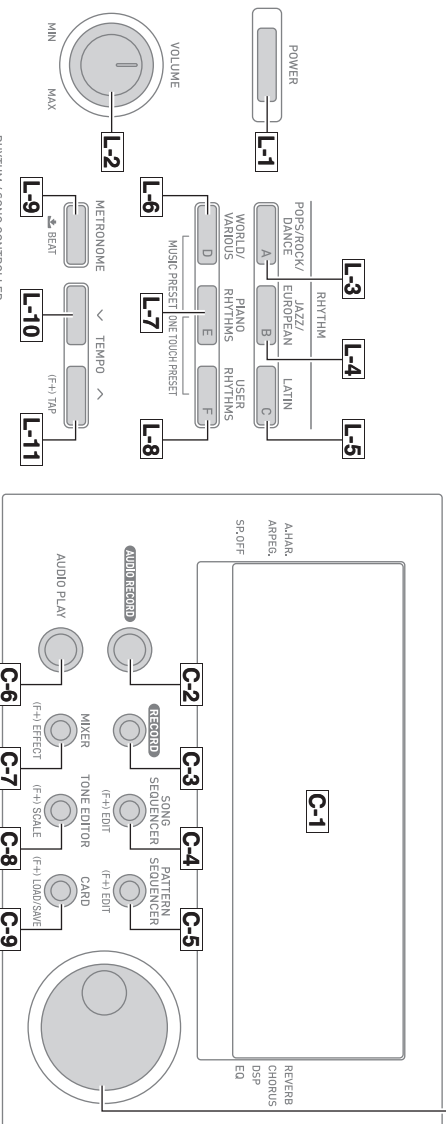 POWER
L-1
VOLUME
MIN
MAX
L-2
RHYTHM
POPS/ROCK/
DANCE
JAZZ/
EUROPEAN
LATIN
A
B
C
L-3
L-4
L-5
WORLD/
VARIOUS
PIANO
RHYTHMS
USER
RHYTHMS
D
E
F
MUSIC PRESET
ONE TOUCH PRESET
L-6
L-7
L-8
METRONOME
BEAT
TEMPO
(F+) TAP
L-9
L-10
L-11
A.HAR.
ARPEG.
SP.OFF
C-1
REVERB
CHORUS
DSP
EQ
C-2
C-3
C-4
C-5
AUDIO RECORD
RECORD
SONG
SEQUENCER
(F+) EDIT
PATTERN
SEQUENCER
(F+) EDIT
AUDIO PLAY
MIXER
(F+) EFFECT
TONE EDITOR
(F+) SCALE
CARD
(F+) LOAD/SAVE
C-6
C-7
C-8
C-9